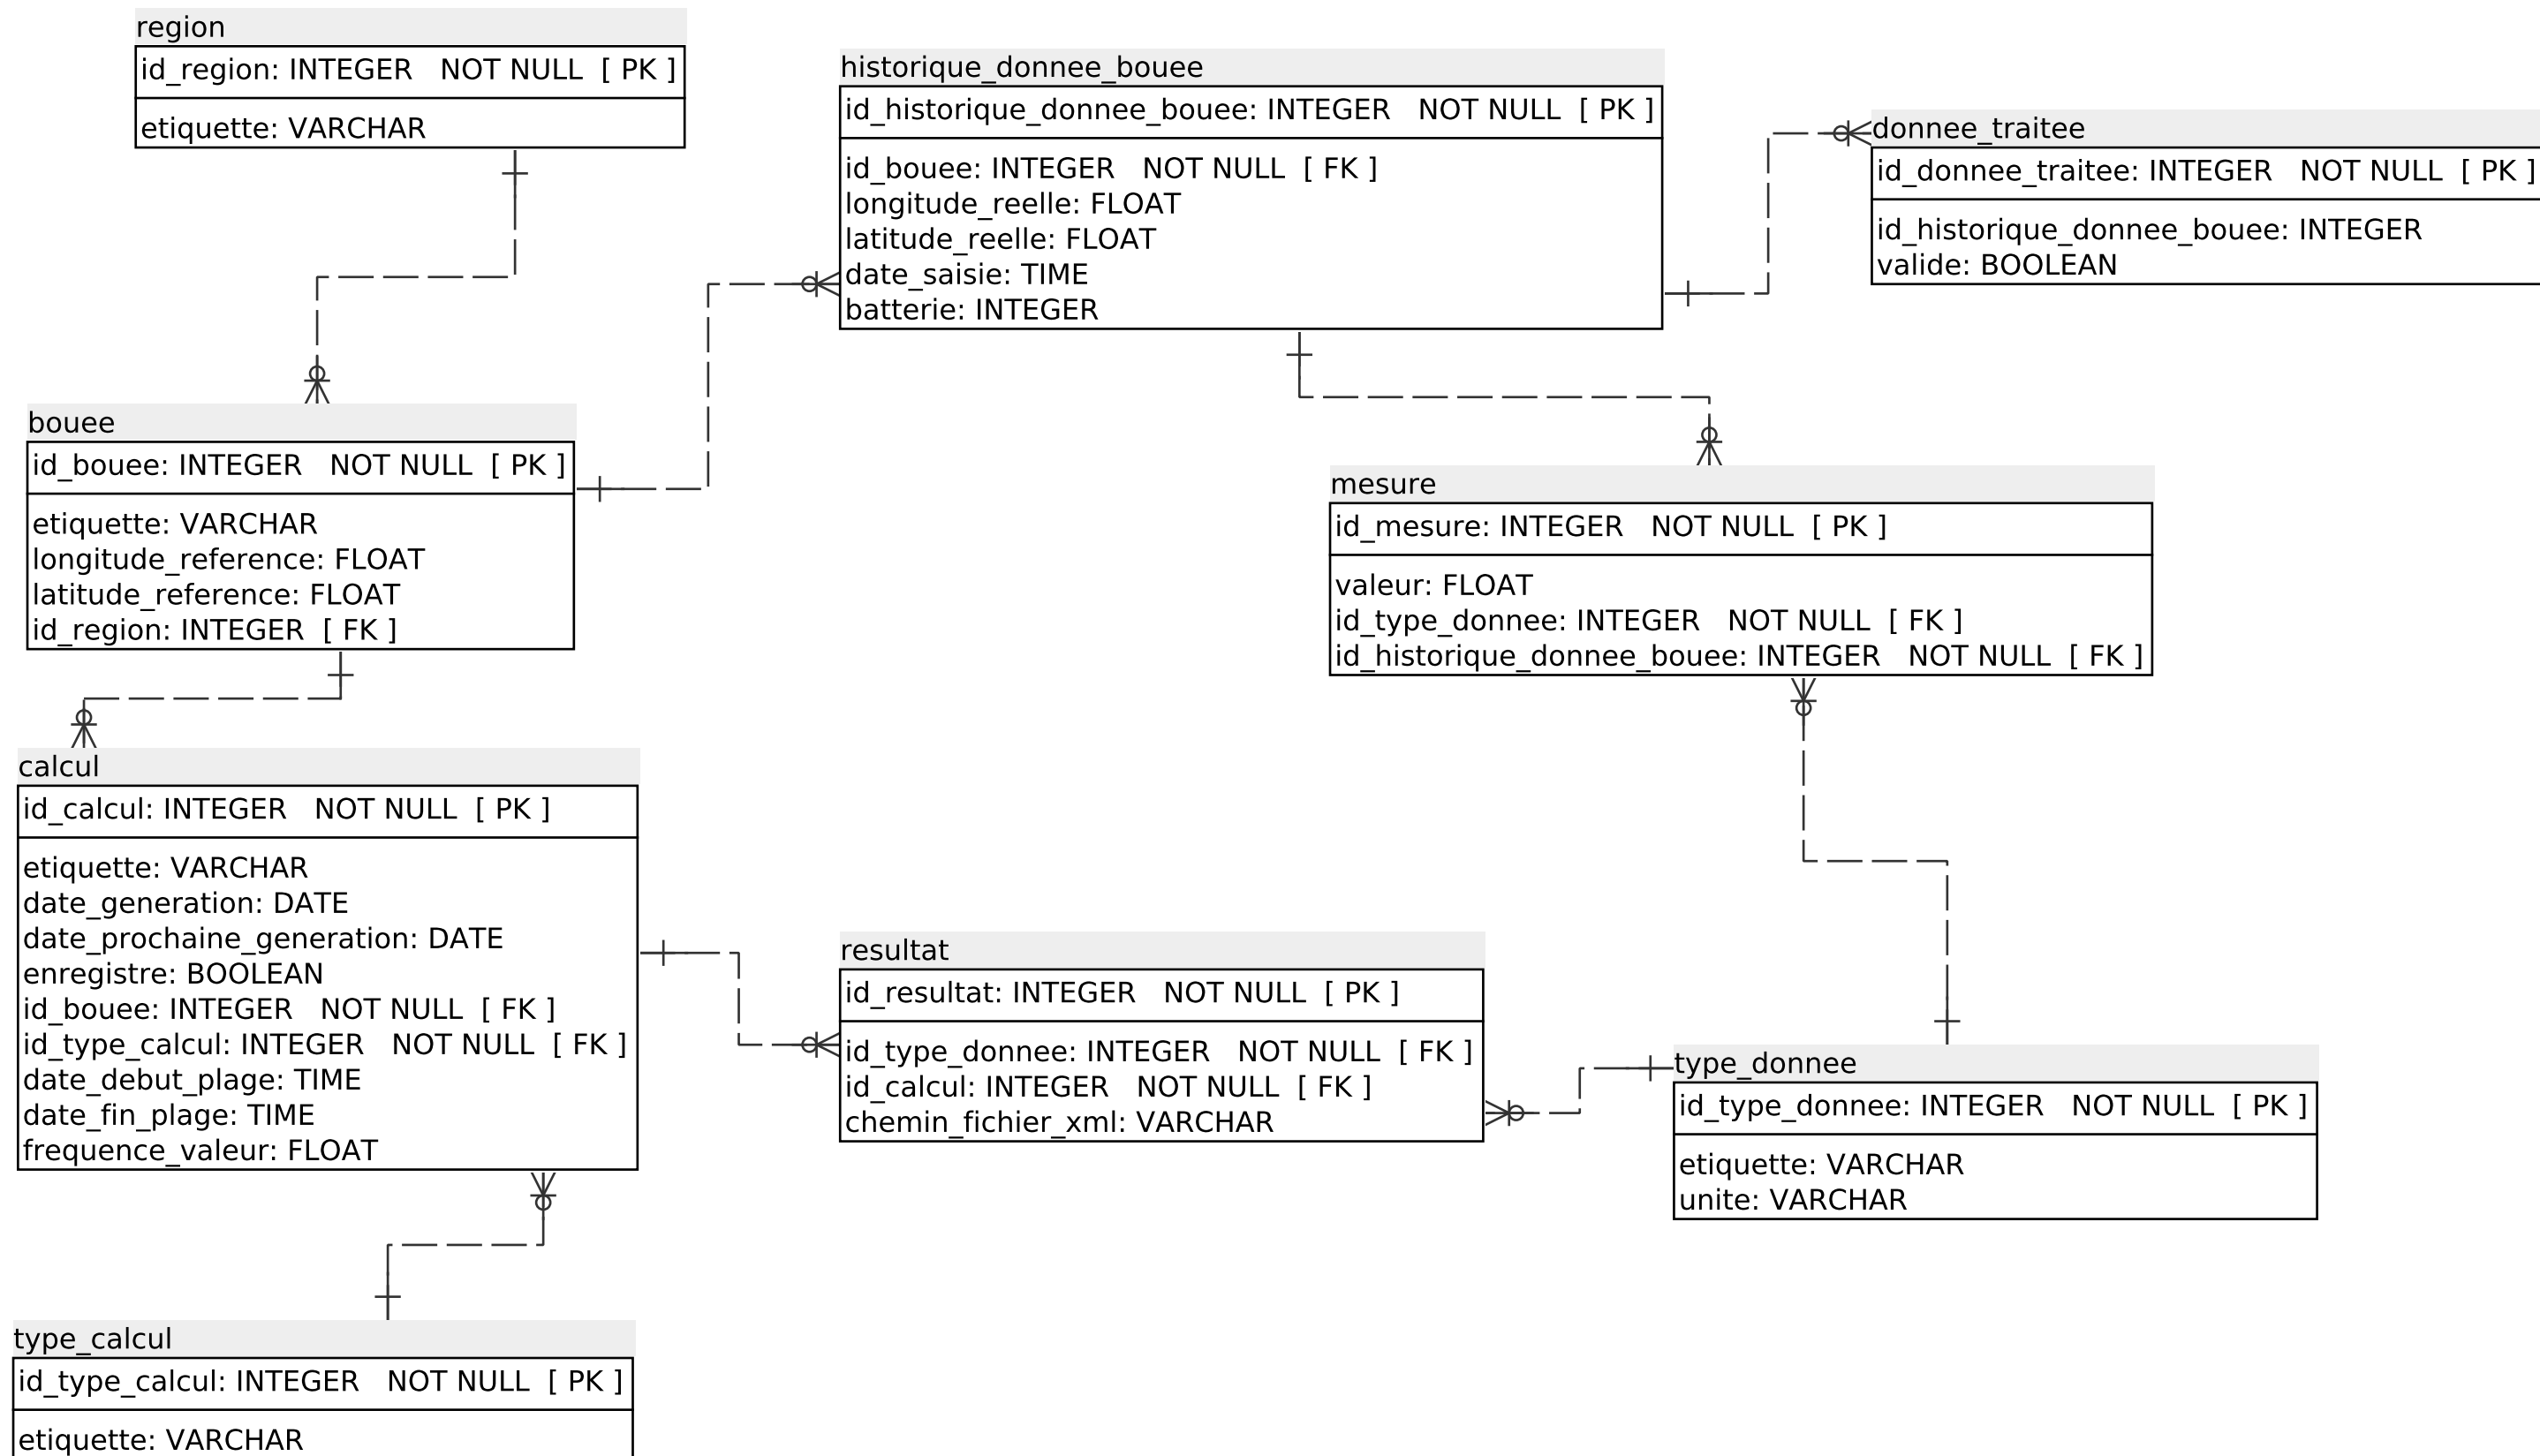 region
id_region: INTEGER NOT NULL [ PK ]
etiquette: VARCHAR
historique_donnee_bouee
id_historique_donnee_bouee: INTEGER NOT NULL [ PK ]
id_bouee: INTEGER NOT NULL [ FK ]
longitude_reelle: FLOAT
latitude_reelle: FLOAT
date_saisie: TIME
batterie: INTEGER
donnee_traitee
id_donnee_traitee: INTEGER NOT NULL [ PK ]
id_historique_donnee_bouee: INTEGER
valide: BOOLEAN
bouee
id_bouee: INTEGER NOT NULL [ PK ]
etiquette: VARCHAR
longitude_reference: FLOAT
latitude_reference: FLOAT
id_region: INTEGER [ FK ]
mesure
id_mesure: INTEGER NOT NULL [ PK ]
valeur: FLOAT
id_type_donnee: INTEGER NOT NULL [ FK ]
id_historique_donnee_bouee: INTEGER NOT NULL [ FK ]
calcul
id_calcul: INTEGER NOT NULL [ PK ]
etiquette: VARCHAR
date_generation: DATE
date_prochaine_generation: DATE
enregistre: BOOLEAN
id_bouee: INTEGER NOT NULL [ FK ]
id_type_calcul: INTEGER NOT NULL [ FK ]
date_debut_plage: TIME
date_fin_plage: TIME
frequence_valeur: FLOAT
resultat
id_resultat: INTEGER NOT NULL [ PK ]
id_type_donnee: INTEGER NOT NULL [ FK ]
id_calcul: INTEGER NOT NULL [ FK ]
chemin_fichier_xml: VARCHAR
type_donnee
id_type_donnee: INTEGER NOT NULL [ PK ]
etiquette: VARCHAR
unite: VARCHAR
type_calcul
id_type_calcul: INTEGER NOT NULL [ PK ]
etiquette: VARCHAR